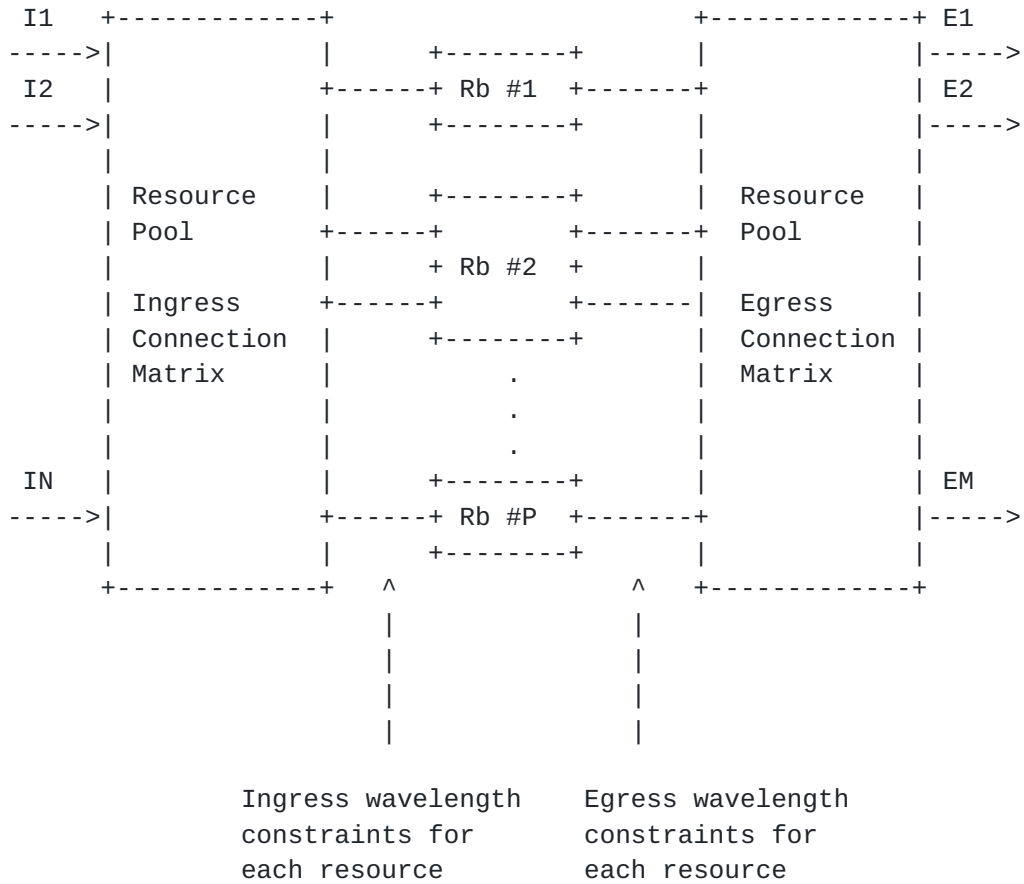 I1 +-------------+ +-------------+ E1
----->| | +--------+ | |----->
I2 | +------+ Rb #1 +-------+ | E2
----->| | +--------+ | |----->
| | | |
| Resource | +--------+ | Resource |
| Pool +------+ +-------+ Pool |
| | + Rb #2 + | |
| Ingress +------+ +-------| Egress |
| Connection | +--------+ | Connection |
| Matrix | . | Matrix |
| | . | |
| | . | |
IN | | +--------+ | | EM
----->| +------+ Rb #P +-------+ |----->
| | +--------+ | |
+-------------+ ^ ^ +-------------+
| |
| |
| |
| |
Ingress wavelength Egress wavelength
constraints for constraints for
each resource each resource